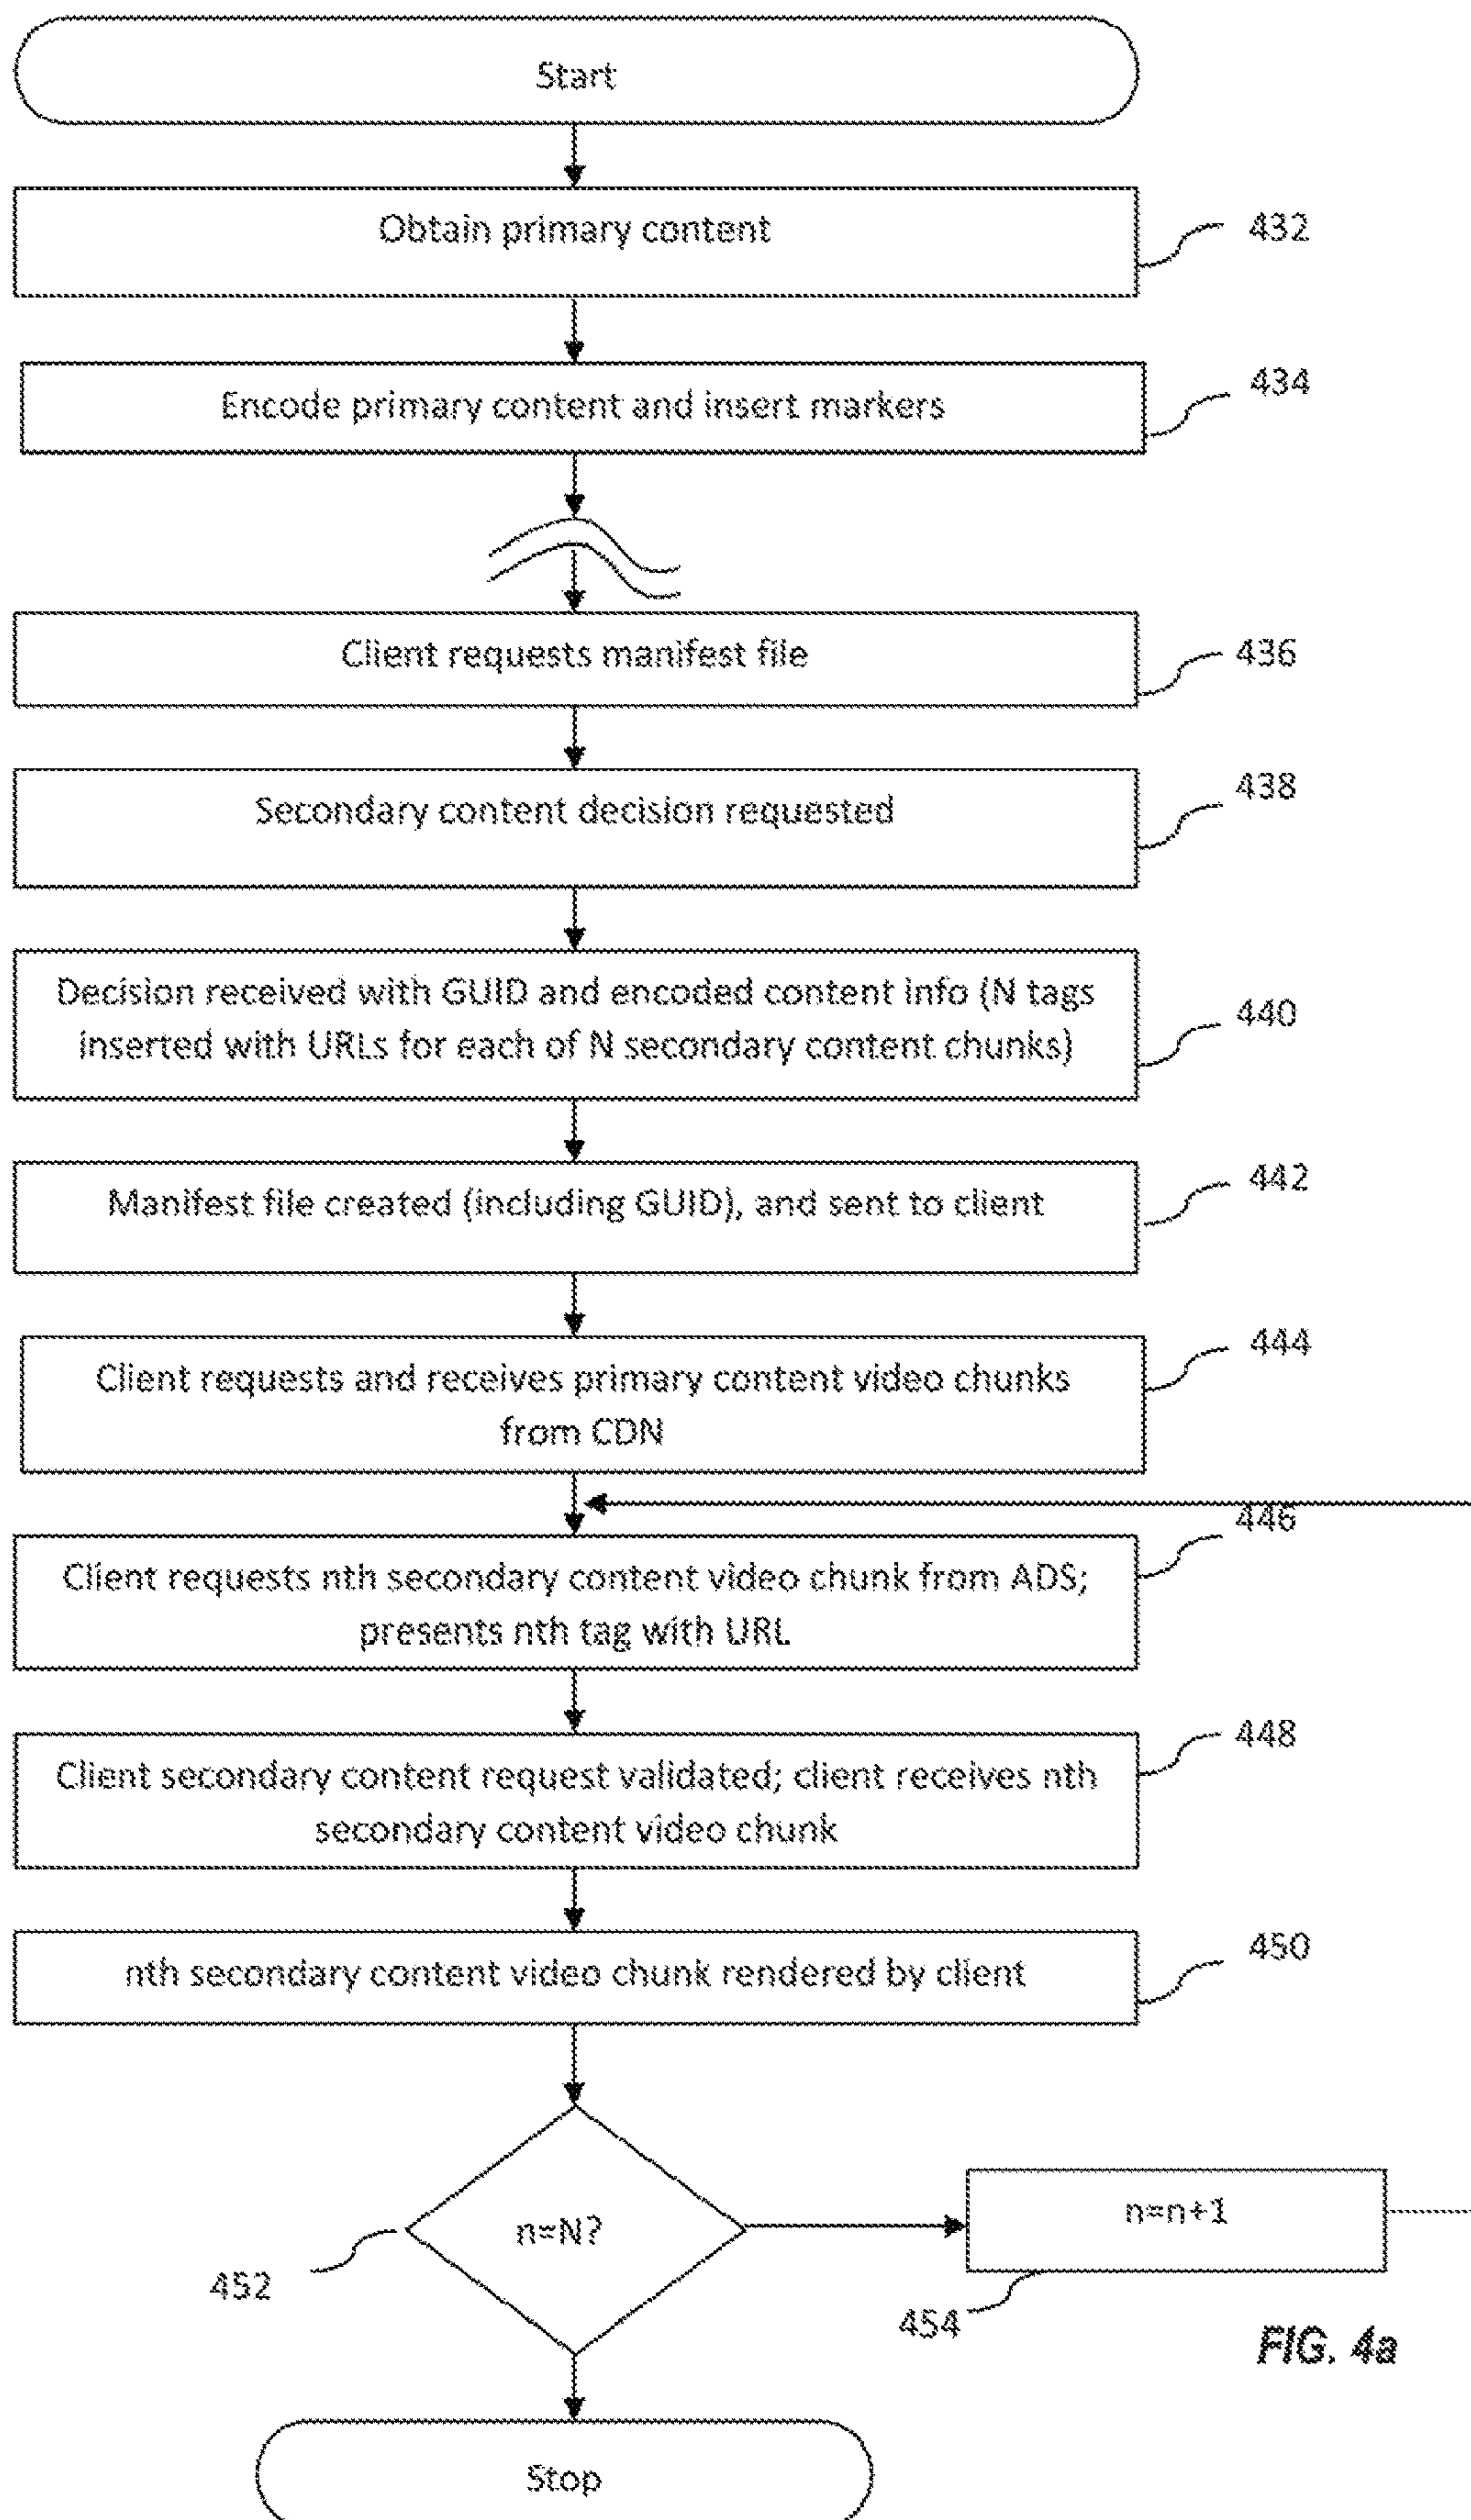 Start
Obtain primary content
432
Encode primary content and insert markers
434
Client requests manifest file
436
Secondary content decision requested
438
Decision received with GUID and encoded content info (N tags
inserted with URLs for each of N secondary content chunks)
440
Manifest file created (including GUID), and sent to client
442
Client requests and receives primary content video chunks
from CDN
444
446
Client requests nth secondary content video chunk from ADS;
presents nth tag with URL
448
Client secondary content request validated; client receives nth
secondary content video chunk
450
nth secondary content video chunk rendered by client
n=N?
n=n+1
452
454
FIG. 4a
Stop